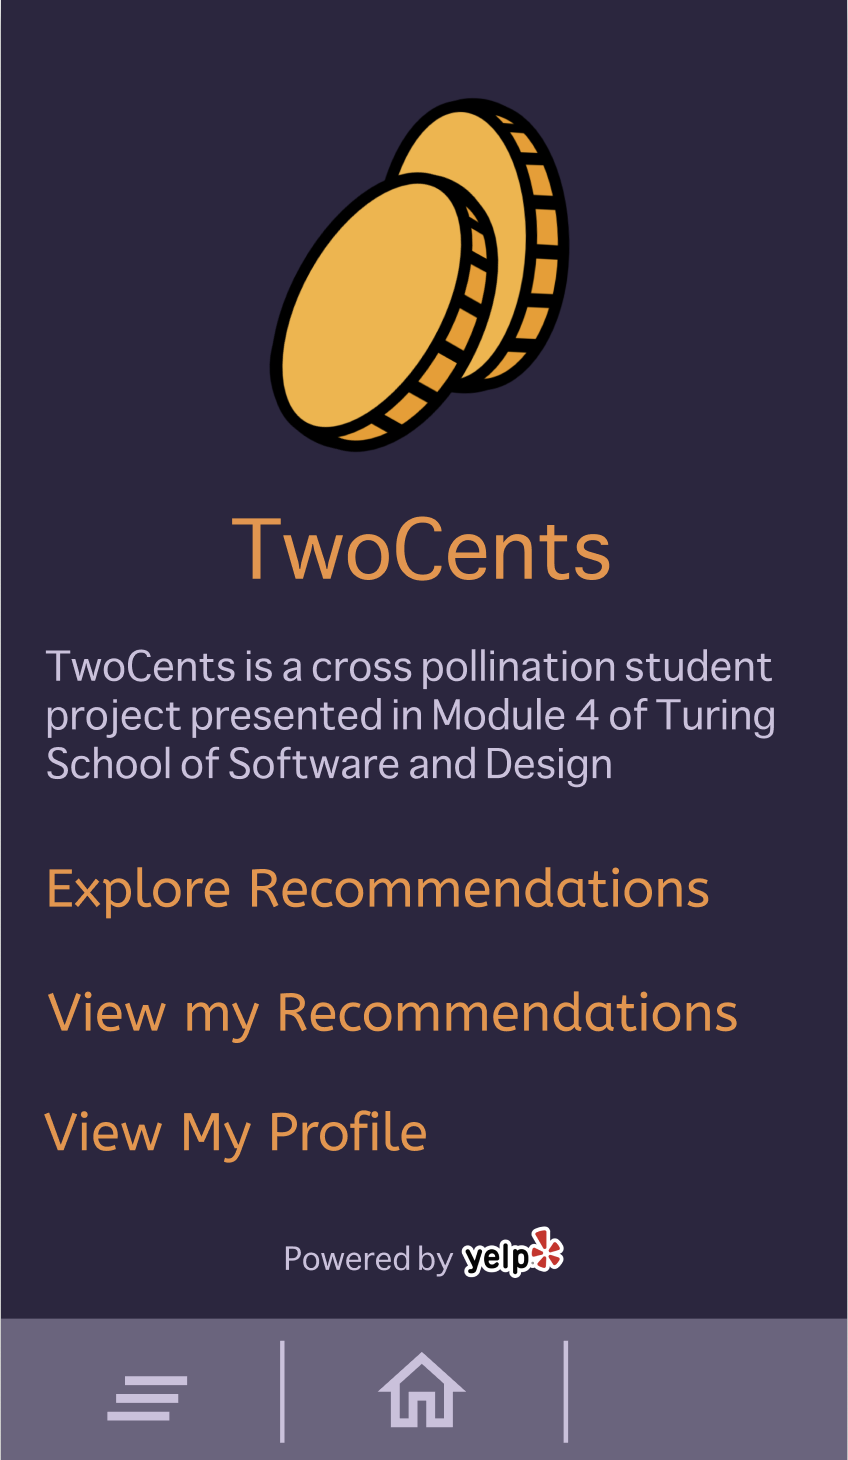 TwoCents
TwoCents is a cross pollination student
project presented in Module 4 of Turing
School of Software and Design
Explore Recommendations
View my Recommendations
View My Profile
Powered by yelp